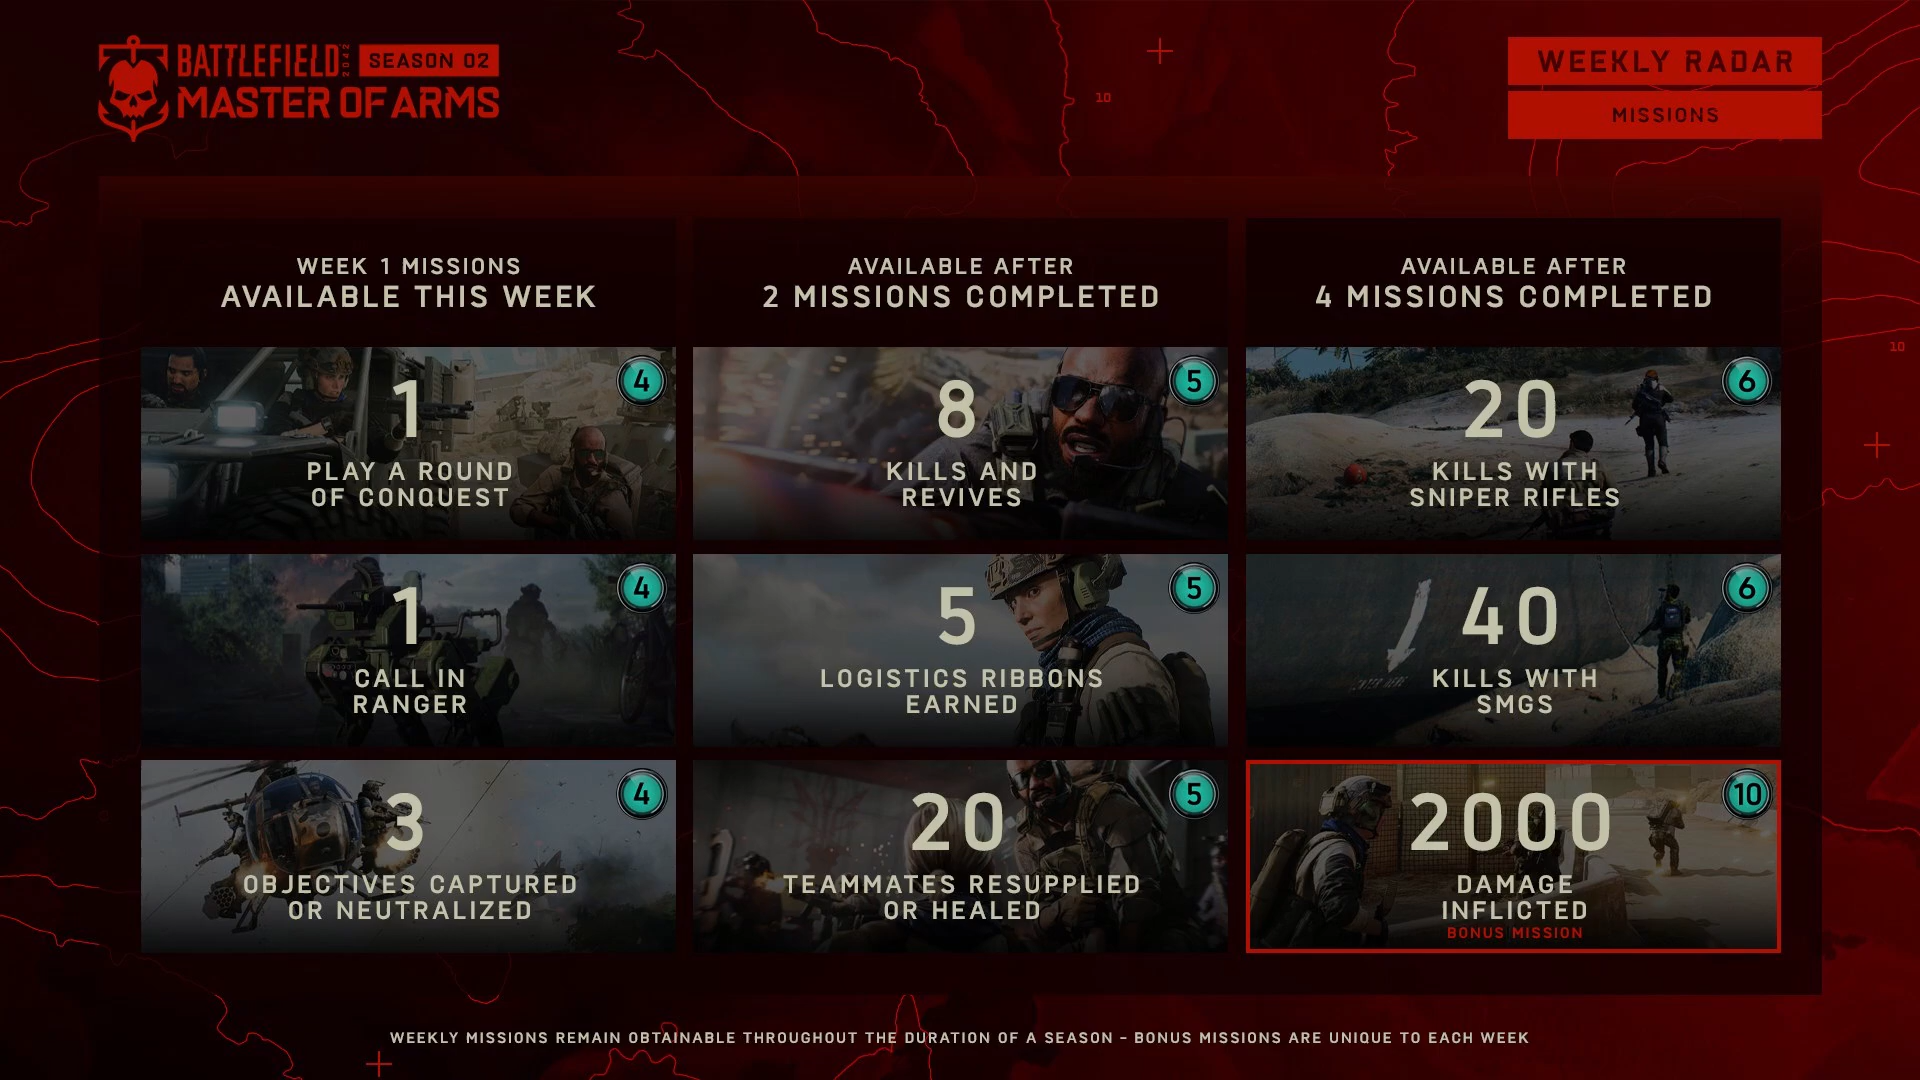 BATTLEFIELD 2042 SEASON 02
MASTER OF ARMS
WEEKLY RADAR
MISSIONS
10
10
WEEK 1 MISSIONS
AVAILABLE THIS WEEK
1
4
PLAY A ROUND
OF CONQUEST
1
4
CALL IN
RANGER
3
4
OBJECTIVES CAPTURED
OR NEUTRALIZED
AVAILABLE AFTER
2 MISSIONS COMPLETED
8
5
KILLS AND
REVIVES
5
5
LOGISTICS RIBBONS
EARNED
20
5
TEAMMATES RESUPPLIED
OR HEALED
AVAILABLE AFTER
4 MISSIONS COMPLETED
20
6
KILLS WITH
SNIPER RIFLES
40
6
KILLS WITH
SMGS
2000
10
DAMAGE
INFLICTED
BONUS MISSION
WEEKLY MISSIONS REMAIN OBTAINABLE THROUGHOUT THE DURATION OF A SEASON - BONUS MISSIONS ARE UNIQUE TO EACH WEEK